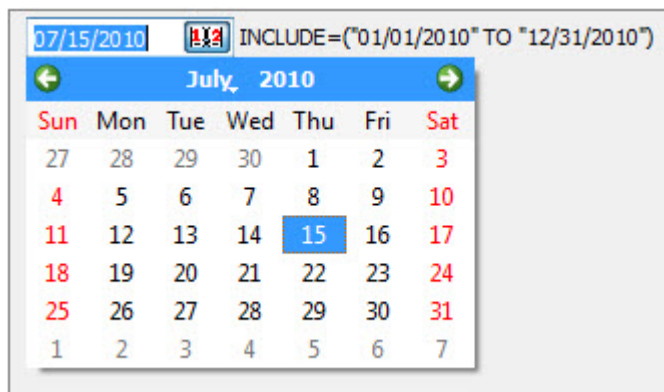 07/15/2010 INCLUDE=("01/01/2010" TO "12/31/2010")
July, 2010
Sun Mon Tue Wed Thu Fri Sat
27 28 29 30 1 2 3
4 5 6 7 8 9 10
11 12 13 14 15 16 17
18 19 20 21 22 23 24
25 26 27 28 29 30 31
1 2 3 4 5 6 7